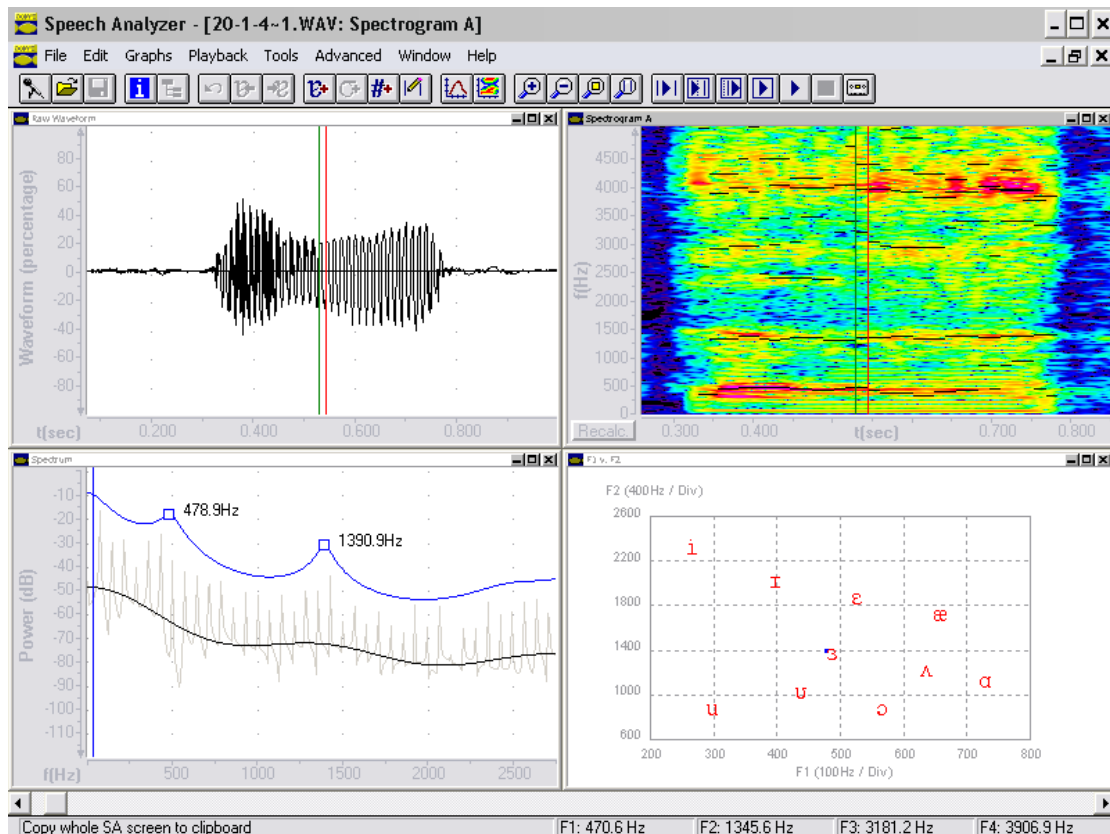 Speech Analyzer - [20-1-4~1.WAV: Spectrogram A]
File Edit Graphs Playback Tools Advanced Window Help
Raw Waveform
Waveform (percentage)
80
60
40
20
0
-20
-40
-60
-80
t(sec) 0.200 0.400 0.600 0.800
Spectrogram A
f(Hz)
4500
4000
3500
3000
2500
2000
1500
1000
500
0
Recalc. 0.300 0.400 t(sec) 0.700 0.800
Spectrum
Power (dB)
-10
-20
-30
-40
-50
-60
-70
-80
-90
-100
-110
478.9Hz
1390.9Hz
f(Hz) 500 1000 1500 2000 2500
F1 v. F2
F2 (400Hz / Div)
2600
2200
1800
1400
1000
600
i
ɪ
ɛ
æ
ɜ
ʌ
ɑ
ʊ
u
ɔ
200 300 400 500 600 700 800
F1 (100Hz / Div)
Copy whole SA screen to clipboard F1: 470.6 Hz F2: 1345.6 Hz F3: 3181.2 Hz F4: 3906.9 Hz